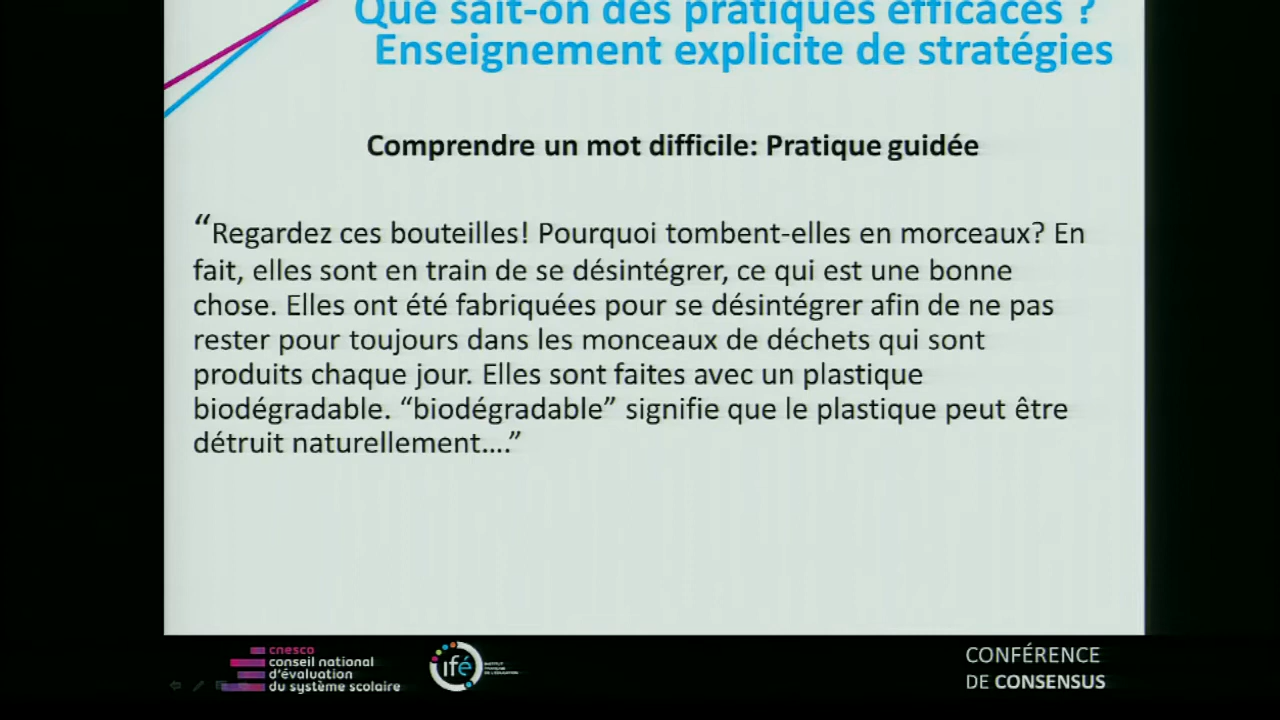 Que sait-on des pratiques efficaces ?
Enseignement explicite de stratégies
Comprendre un mot difficile: Pratique guidée
“Regardez ces bouteilles! Pourquoi tombent-elles en morceaux? En
fait, elles sont en train de se désintégrer, ce qui est une bonne
chose. Elles ont été fabriquées pour se désintégrer afin de ne pas
rester pour toujours dans les monceaux de déchets qui sont
produits chaque jour. Elles sont faites avec un plastique
biodégradable. “biodégradable” signifie que le plastique peut être
détruit naturellement….”
cnesco
conseil national
d'évaluation
du système scolaire
ifé
CONFÉRENCE
DE CONSENSUS